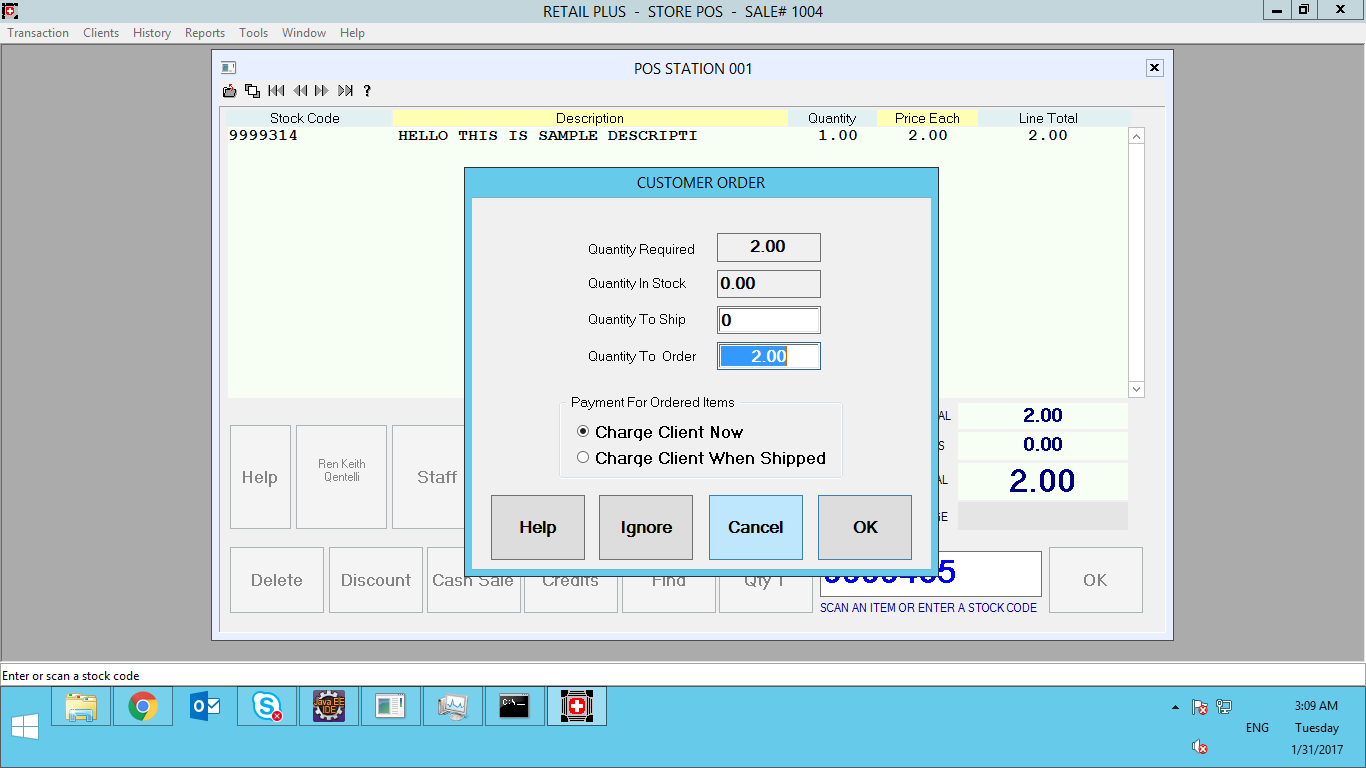 RETAIL PLUS - STORE POS - SALE# 1004
Transaction Clients History Reports Tools Window Help
POS STATION 001
?
Stock Code Description Quantity Price Each Line Total
9999314 HELLO THIS IS SAMPLE DESCRIPTI 1.00 2.00 2.00
CUSTOMER ORDER
Quantity Required 2.00
Quantity In Stock 0.00
Quantity To Ship 0
Quantity To Order 2.00
Payment For Ordered Items
Charge Client Now
Charge Client When Shipped
Help Ignore Cancel OK
AL 2.00
S 0.00
AL 2.00
GE
Help
Ren Keith
Qentelli
Staff
Delete Discount Cash Sale Credits Find Qty 1 OK
SCAN AN ITEM OR ENTER A STOCK CODE
Enter or scan a stock code
Java EE
IDE
C:\_
ENG
3:09 AM
Tuesday
1/31/2017